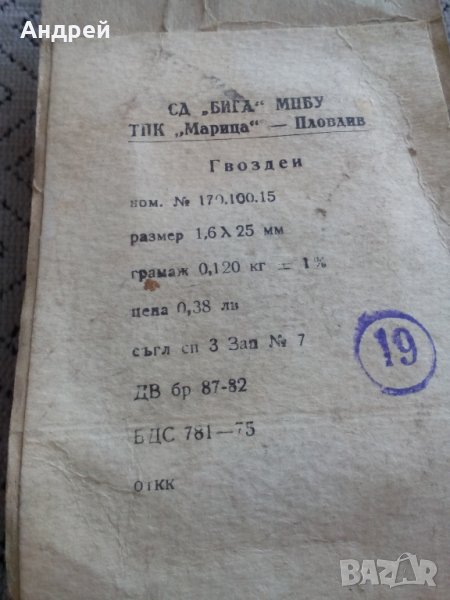 Андрей
СД „БИГА“ МНБУ
ТПК „Марица“ — Пловдив
Гвоздеи
ном. № 170.100.15
размер 1,6 X 25 мм
грамаж 0,120 кг = 1%
цена 0,38 лв
съгл сп 3 Зап № 7
19
ДВ бр 87-82
БДС 781—75
ОТКК
BAZAR